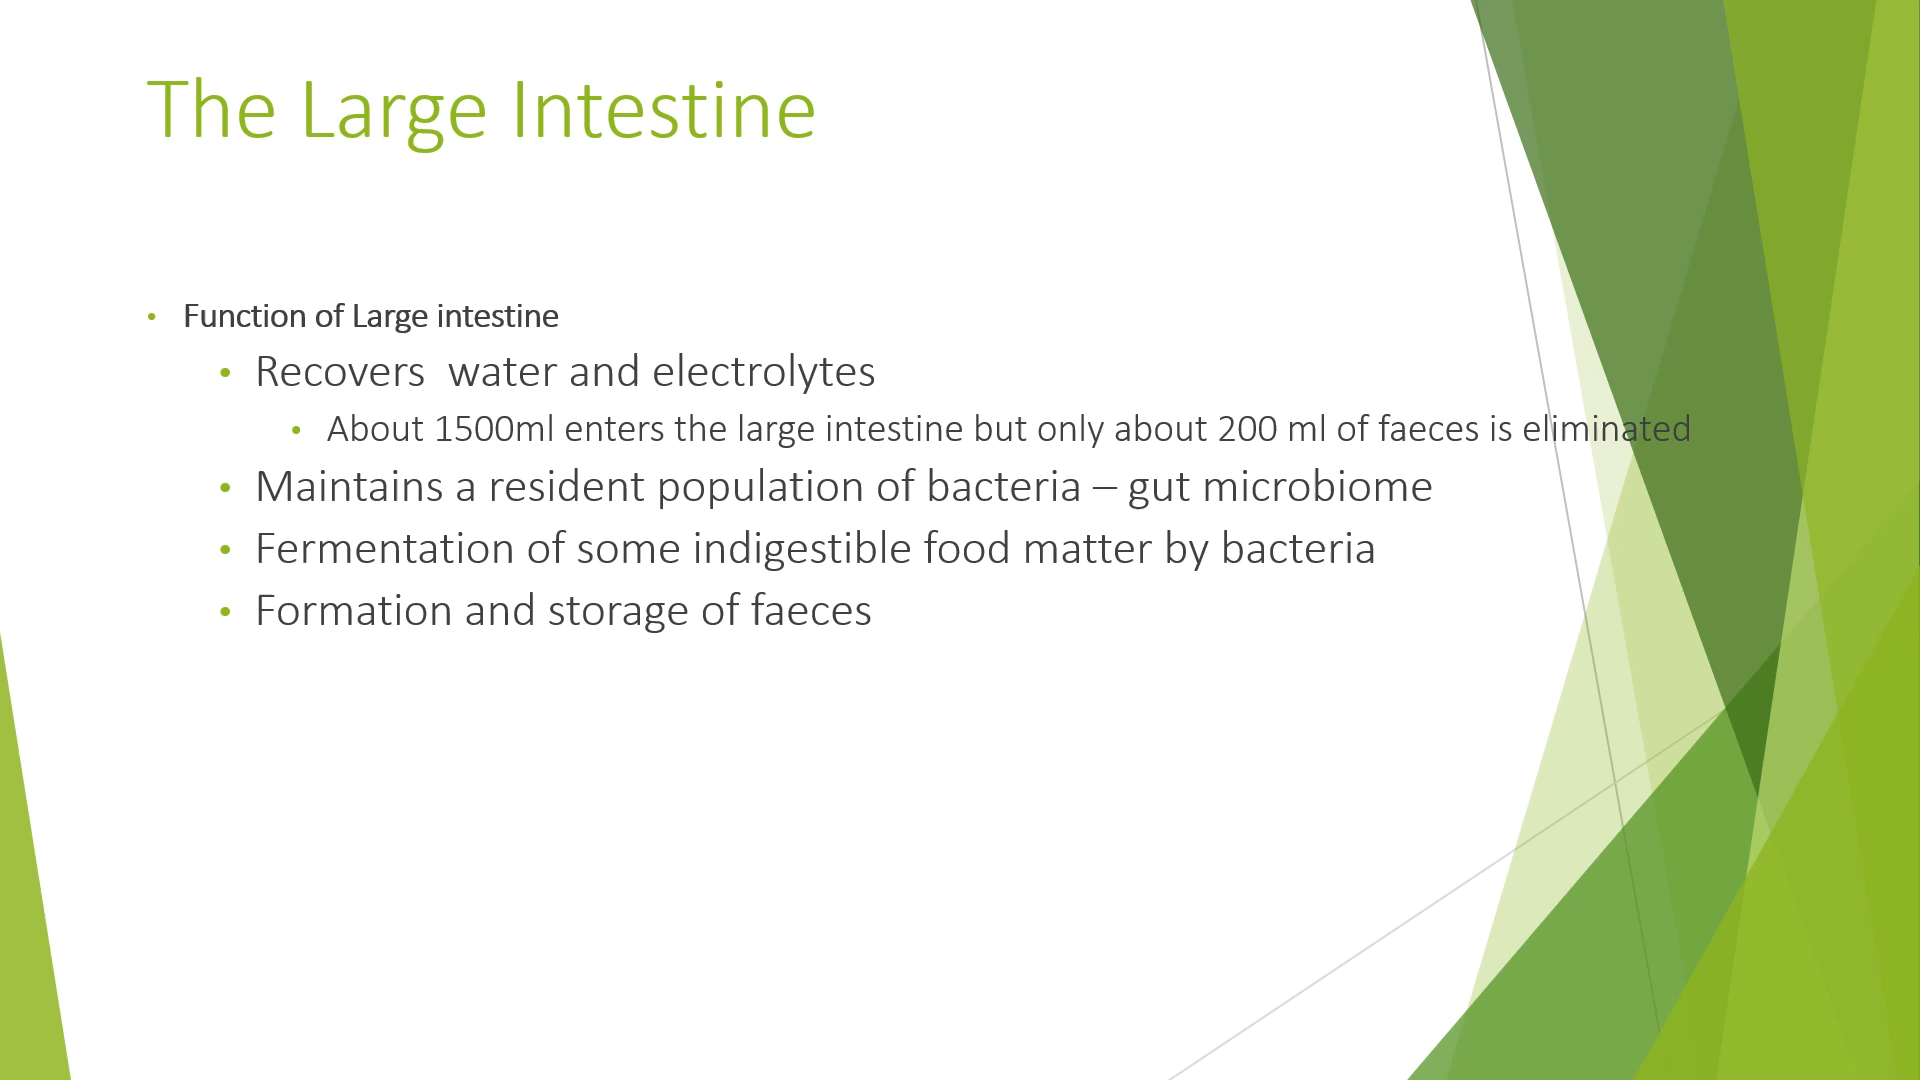 The Large Intestine
• Function of Large intestine
• Recovers  water and electrolytes
• About 1500ml enters the large intestine but only about 200 ml of faeces is eliminated
• Maintains a resident population of bacteria – gut microbiome
• Fermentation of some indigestible food matter by bacteria
• Formation and storage of faeces